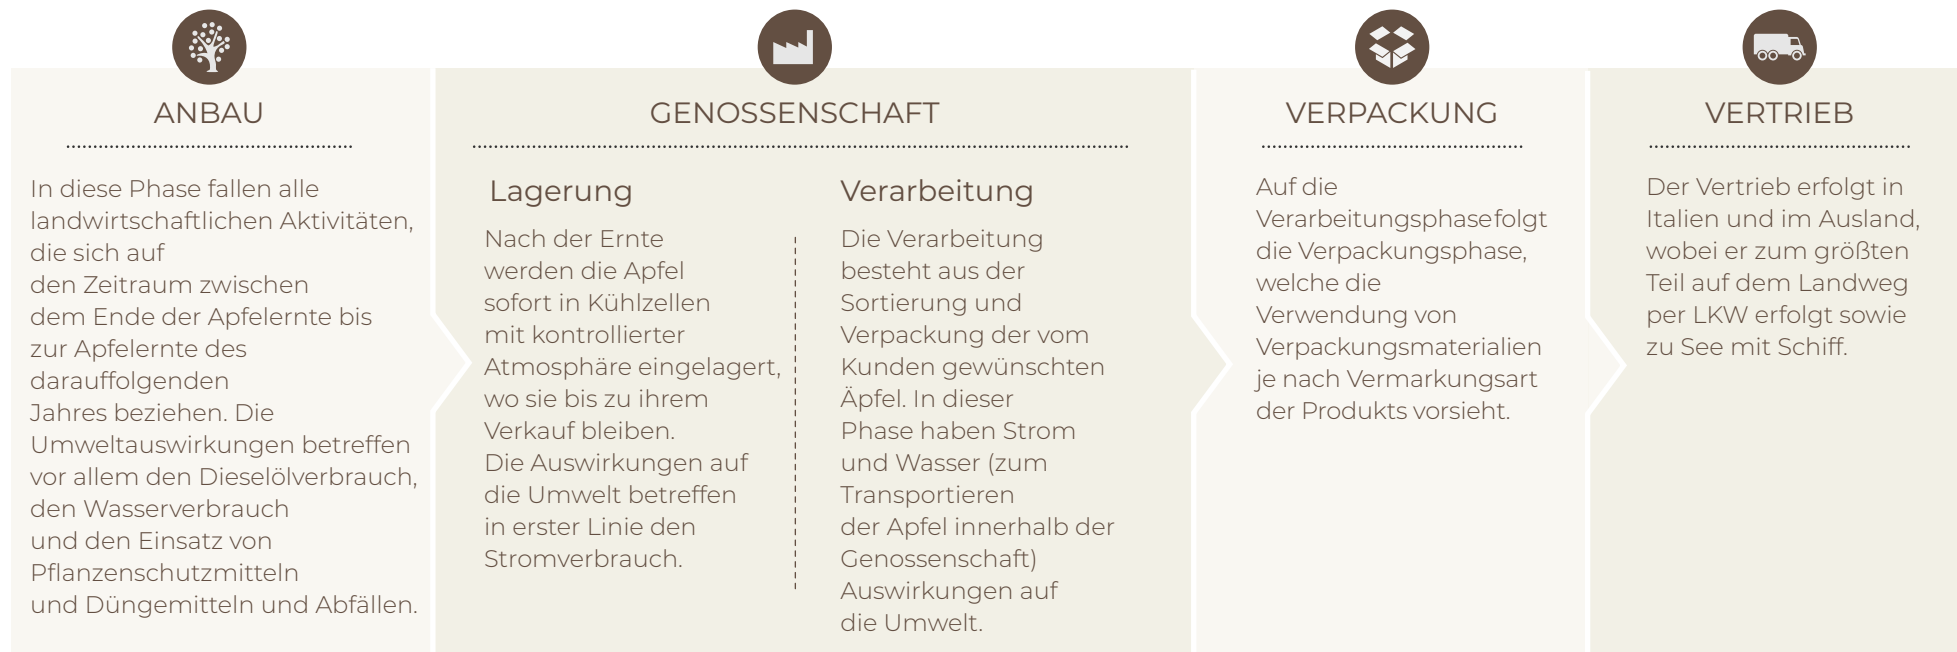 ANBAU
In diese Phase fallen alle
landwirtschaftlichen Aktivitäten,
die sich auf
den Zeitraum zwischen
dem Ende der Apfelernte bis
zur Apfelernte des
darauffolgenden
Jahres beziehen. Die
Umweltauswirkungen betreffen
vor allem den Dieselölverbrauch,
den Wasserverbrauch
und den Einsatz von
Pflanzenschutzmitteln
und Düngemitteln und Abfällen.
GENOSSENSCHAFT
Lagerung
Nach der Ernte
werden die Apfel
sofort in Kühlzellen
mit kontrollierter
Atmosphäre eingelagert,
wo sie bis zu ihrem
Verkauf bleiben.
Die Auswirkungen auf
die Umwelt betreffen
in erster Linie den
Stromverbrauch.
Verarbeitung
Die Verarbeitung
besteht aus der
Sortierung und
Verpackung der vom
Kunden gewünschten
Äpfel. In dieser
Phase haben Strom
und Wasser (zum
Transportieren
der Apfel innerhalb der
Genossenschaft)
Auswirkungen auf
die Umwelt.
VERPACKUNG
Auf die
Verarbeitungsphase folgt
die Verpackungsphase,
welche die
Verwendung von
Verpackungsmaterialien
je nach Vermarkungsart
der Produkts vorsieht.
VERTRIEB
Der Vertrieb erfolgt in
Italien und im Ausland,
wobei er zum größten
Teil auf dem Landweg
per LKW erfolgt sowie
zu See mit Schiff.